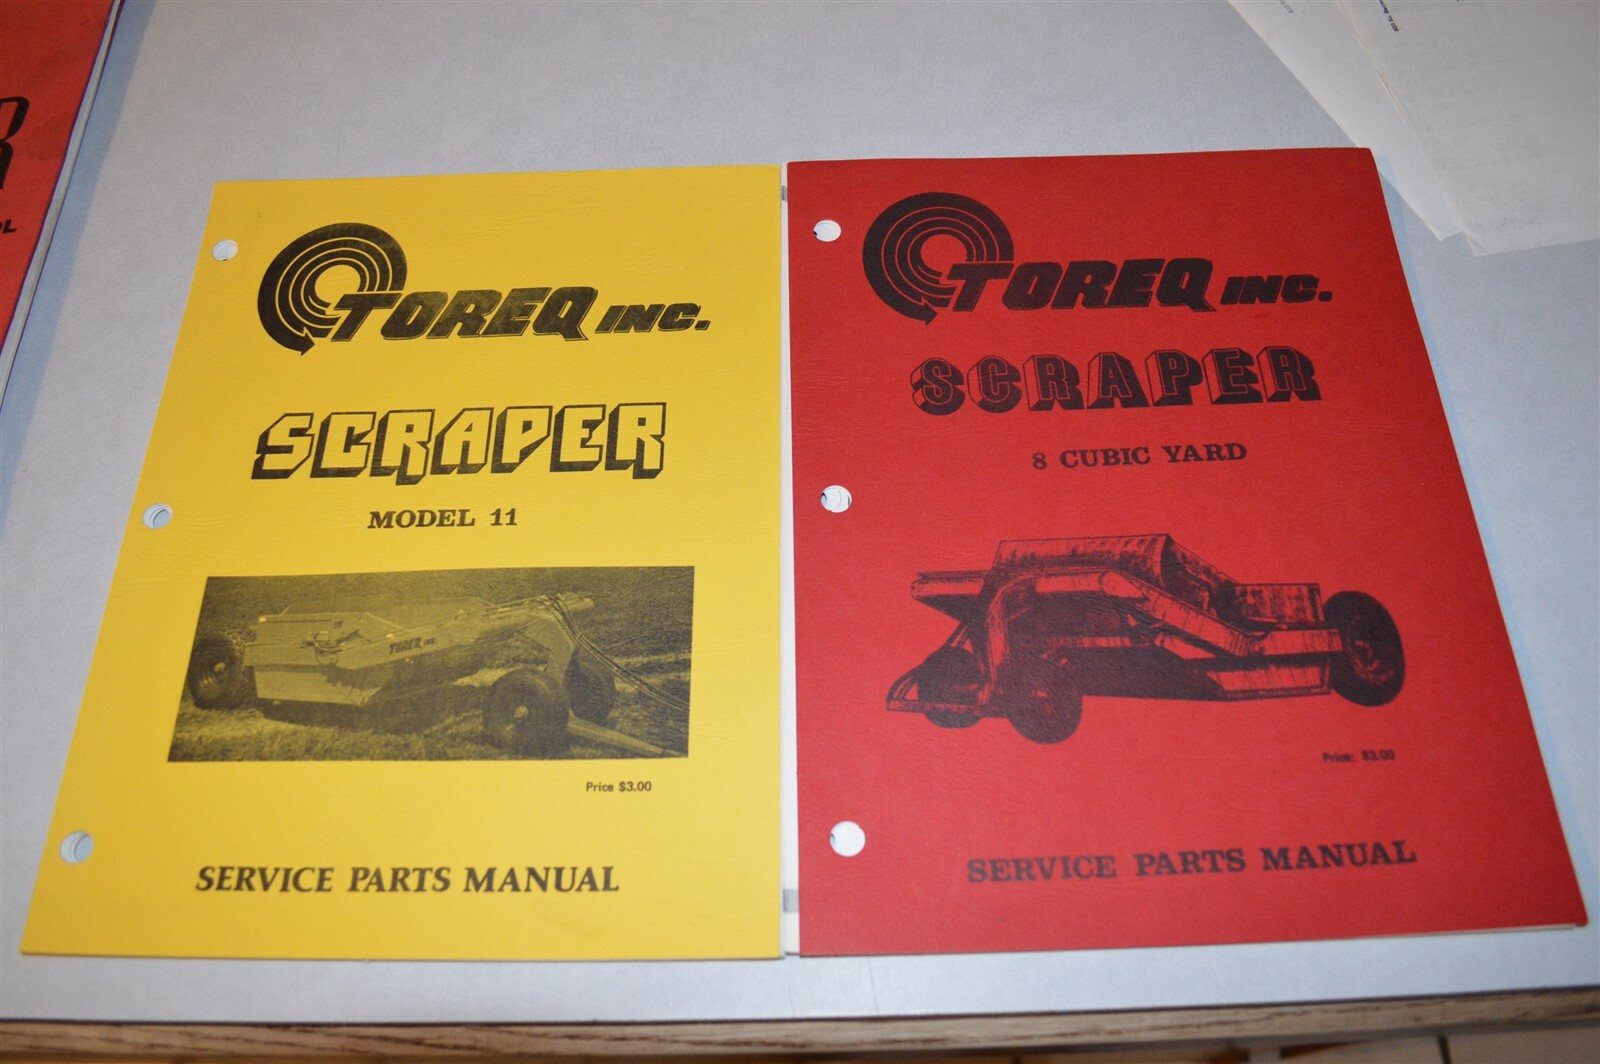 TOREQ INC.
SCRAPER
MODEL 11
TOREQ INC.
Price $3.00
SERVICE PARTS MANUAL
TOREQ INC.
SCRAPER
8 CUBIC YARD
Price: $3.00
SERVICE PARTS MANUAL